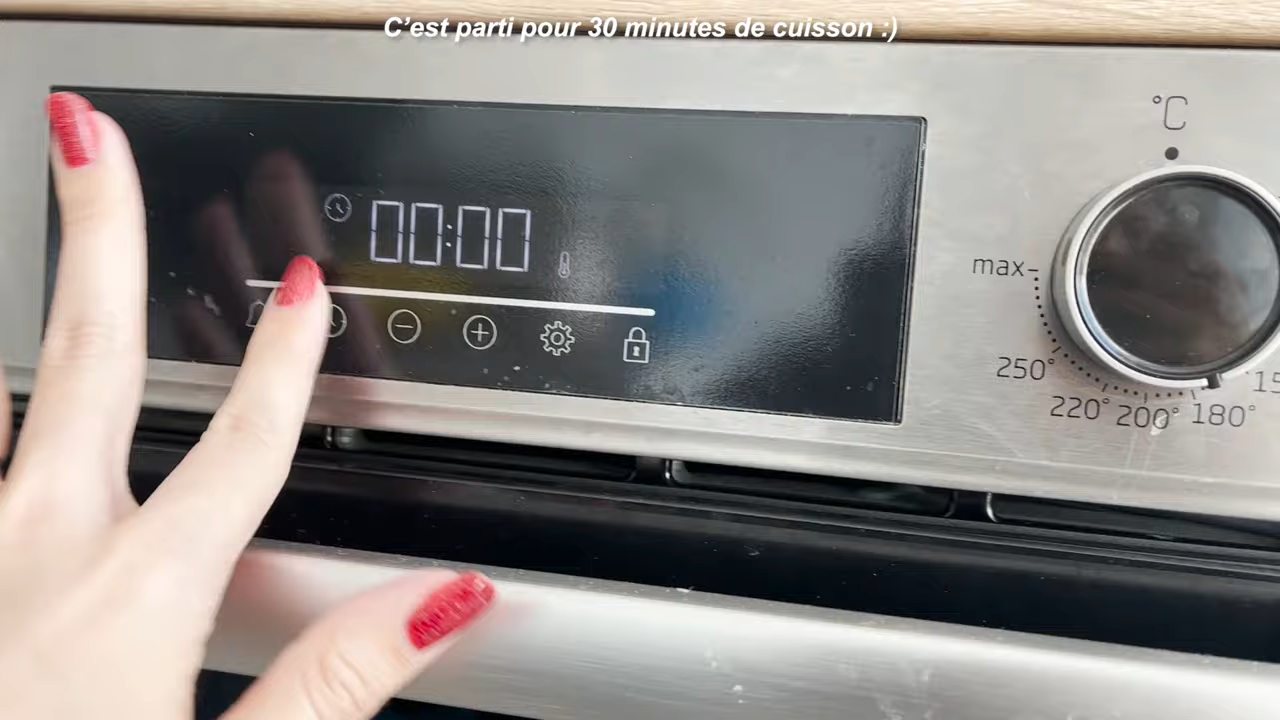 C'est parti pour 30 minutes de cuisson :)
°C
00:00
max
250°
220° 200° 180°